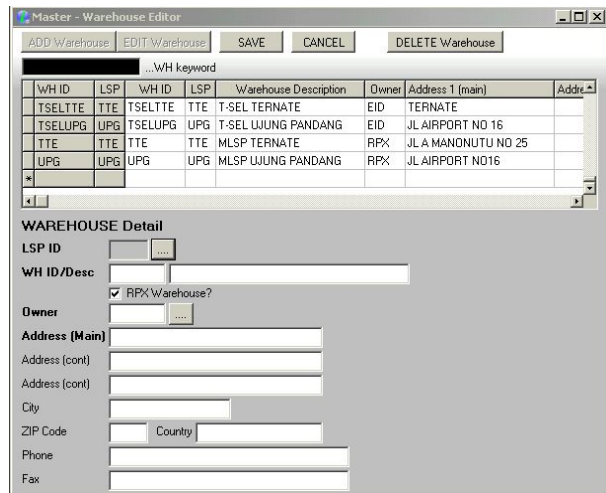 Master - Warehouse Editor
ADD Warehouse EDIT Warehouse SAVE CANCEL DELETE Warehouse
...WH keyword
WH ID LSP WH ID LSP Warehouse Description Owner Address 1 (main) Addre
TSELTTE TTE TSELTTE TTE T-SEL TERNATE EID TERNATE
TSELUPG UPG TSELUPG UPG T-SEL UJUNG PANDANG EID JL AIRPORT NO 16
TTE TTE TTE TTE MLSP TERNATE RPX JL A MANONUTU NO 25
UPG UPG UPG UPG MLSP UJUNG PANDANG RPX JL AIRPORT NO16
*
WAREHOUSE Detail
LSP ID ....
WH ID/Desc
RPX Warehouse?
Owner ....
Address (Main)
Address (cont)
Address (cont)
City
ZIP Code Country
Phone
Fax